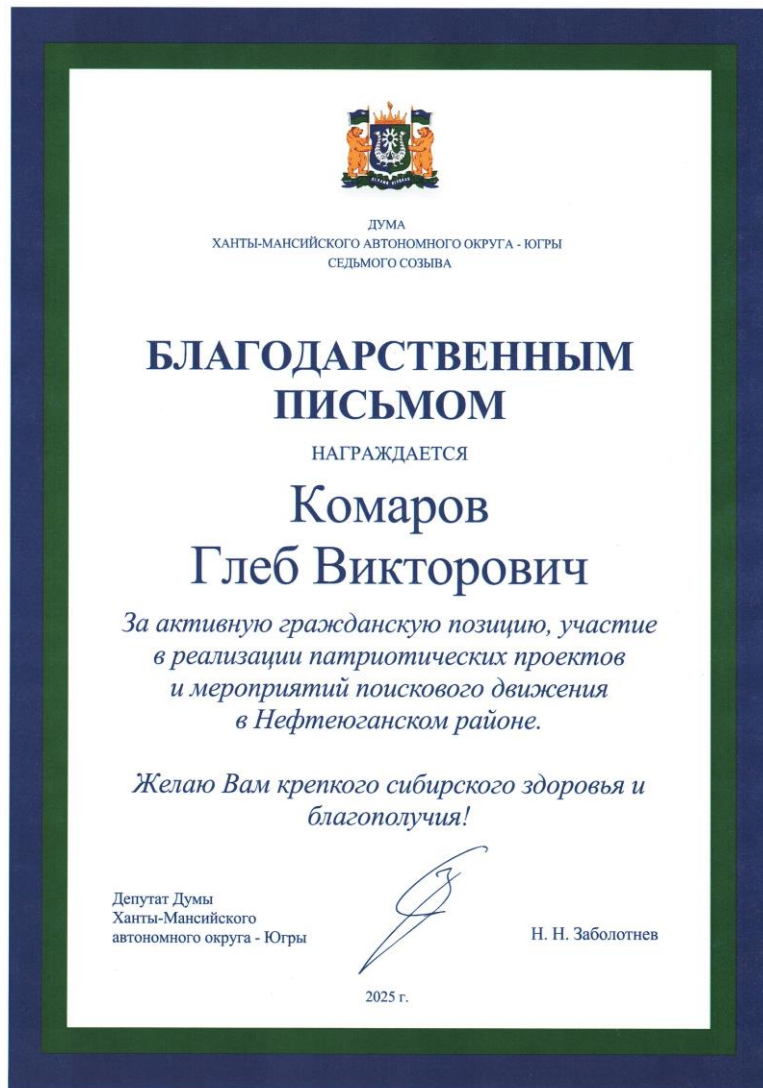 ДУМА
ХАНТЫ-МАНСИЙСКОГО АВТОНОМНОГО ОКРУГА - ЮГРЫ
СЕДЬМОГО СОЗЫВА
БЛАГОДАРСТВЕННЫМ
ПИСЬМОМ
НАГРАЖДАЕТСЯ
Комаров
Глеб Викторович
За активную гражданскую позицию, участие
в реализации патриотических проектов
и мероприятий поискового движения
в Нефтеюганском районе.
Желаю Вам крепкого сибирского здоровья и
благополучия!
Депутат Думы
Ханты-Мансийского
автономного округа - Югры
Н. Н. Заболотнев
2025 г.